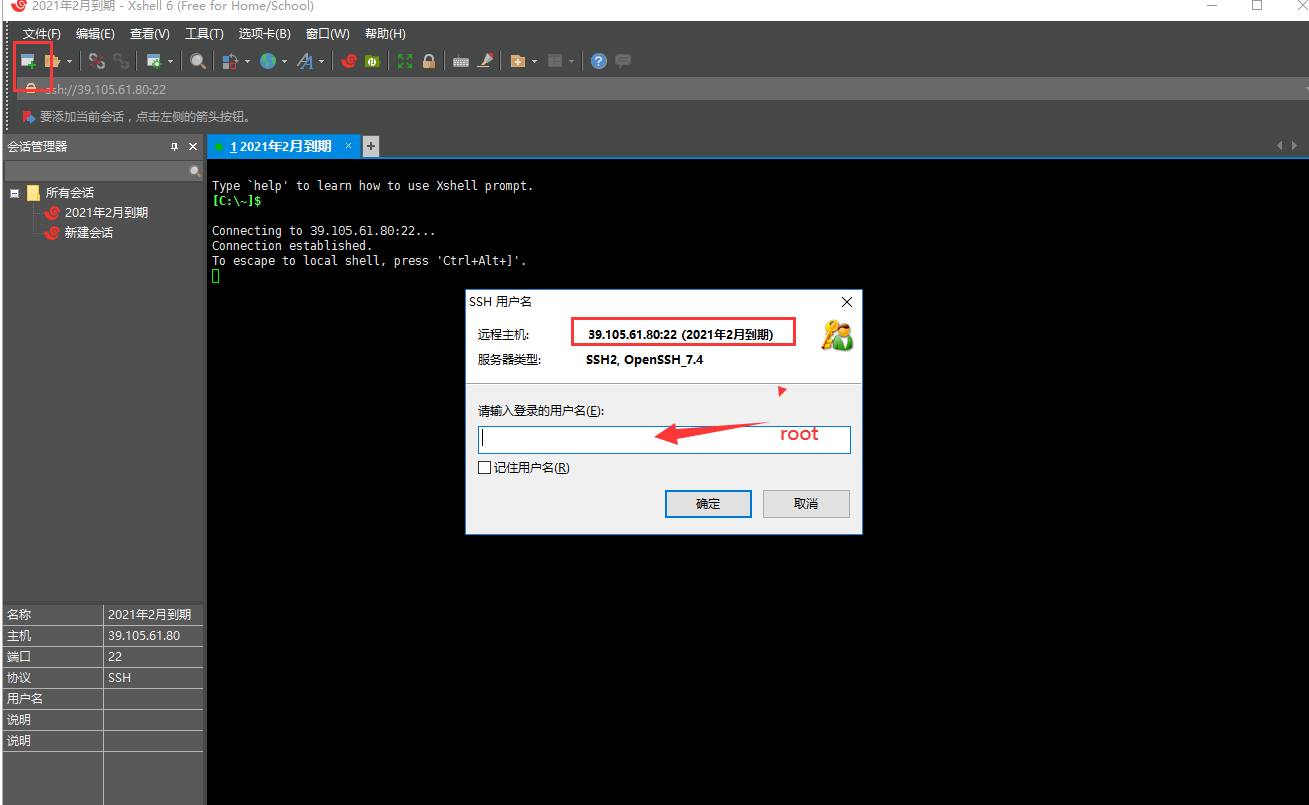 2021年2月到期 - Xshell 6 (Free for Home/School)
文件(F) 编辑(E) 查看(V) 工具(T) 选项卡(B) 窗口(W) 帮助(H)
ssh://39.105.61.80:22
要添加当前会话，点击左侧的箭头按钮。
会话管理器
1 2021年2月到期
所有会话
2021年2月到期
新建会话
Type `help' to learn how to use Xshell prompt.
[C:\~]$
Connecting to 39.105.61.80:22...
Connection established.
To escape to local shell, press 'Ctrl+Alt+]'.
SSH 用户名
远程主机: 39.105.61.80:22 (2021年2月到期)
服务器类型: SSH2, OpenSSH_7.4
请输入登录的用户名(E):
root
记住用户名(R)
确定 取消
名称 2021年2月到期
主机 39.105.61.80
端口 22
协议 SSH
用户名
说明
说明